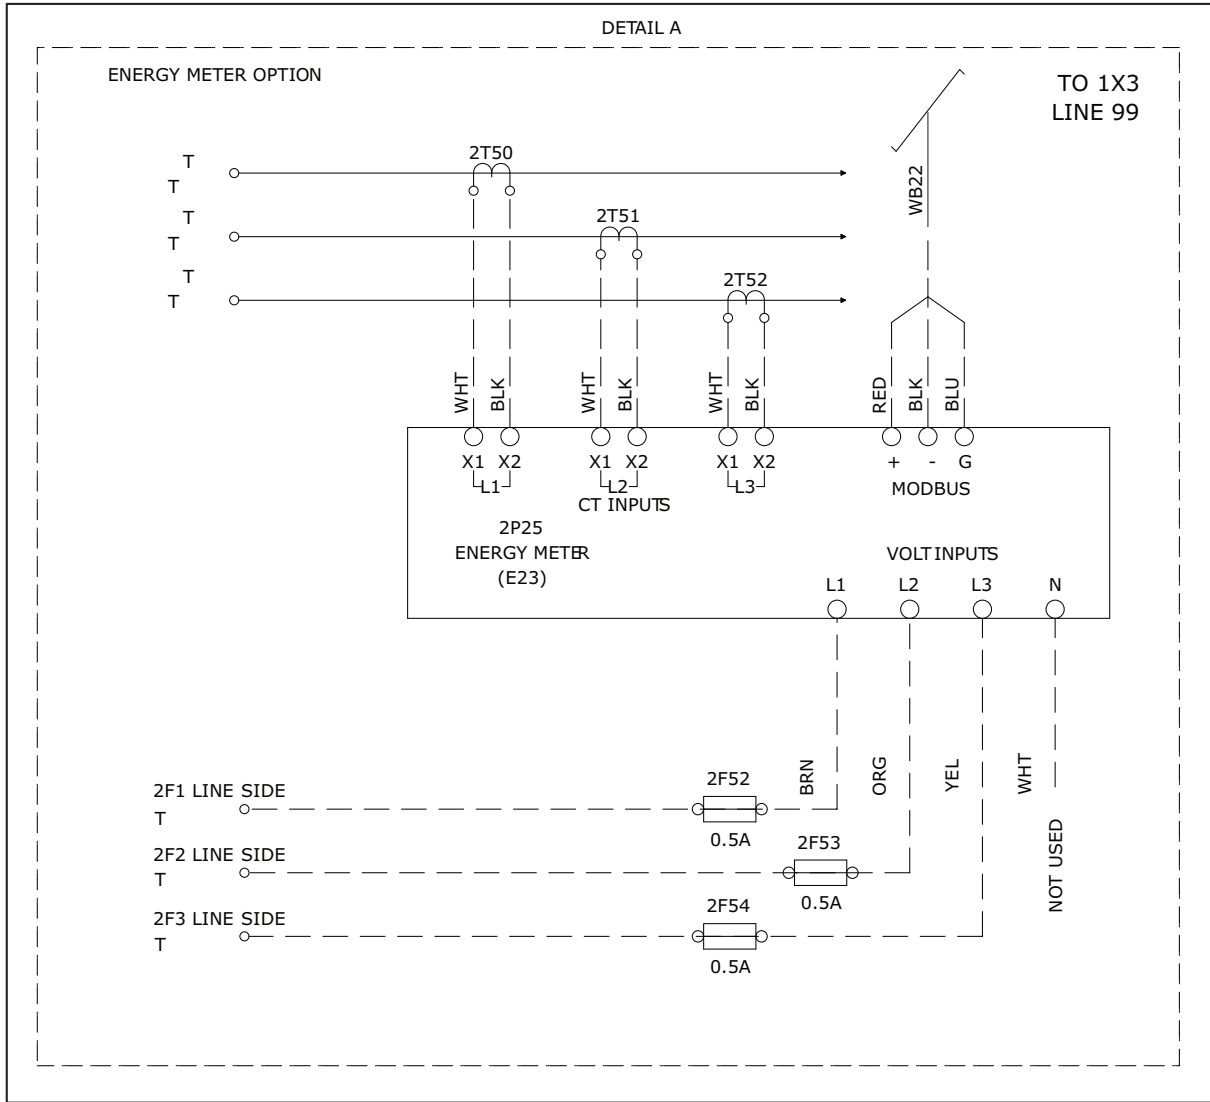 DETAIL A
ENERGY METER OPTION
TO 1X3
LINE 99
T
T
2T50
T
T
2T51
T
T
2T52
WB22
WHT
BLK
WHT
BLK
WHT
BLK
RED
BLK
BLU
X1 X2
L1
X1 X2
L2
X1 X2
L3
CT INPUTS
+ - G
MODBUS
2P25
ENERGY METER
(E23)
VOLT INPUTS
L1 L2 L3 N
BRN
ORG
YEL
WHT
NOT USED
2F1 LINE SIDE
T
2F52
0.5A
2F2 LINE SIDE
T
2F53
0.5A
2F3 LINE SIDE
T
2F54
0.5A